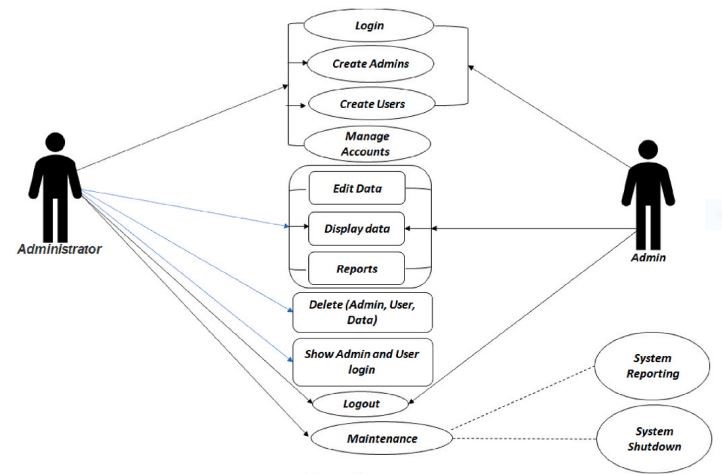 Login
Create Admins
Create Users
Manage
Accounts
Edit Data
Display data
Reports
Administrator
Admin
Delete (Admin, User,
Data)
Show Admin and User
login
Logout
Maintenance
System
Reporting
System
Shutdown